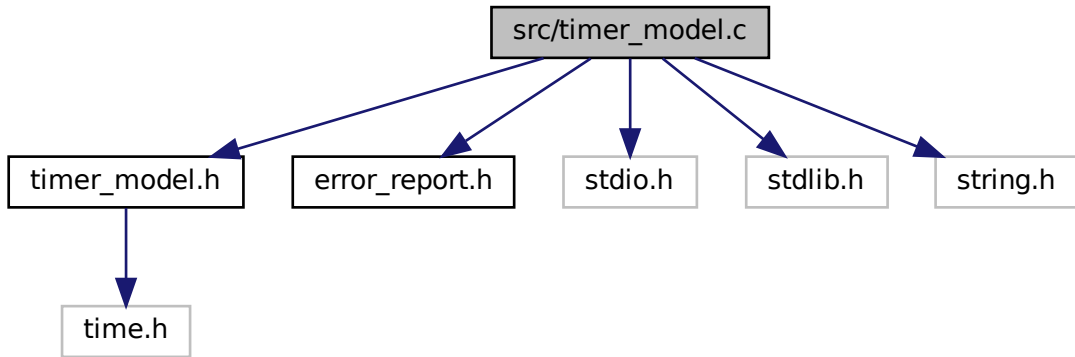 src/timer_model.c
timer_model.h
error_report.h
stdio.h
stdlib.h
string.h
time.h